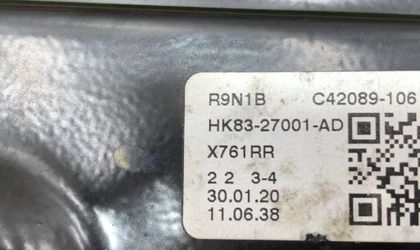 R9N1B C42089-106
HK83-27001-AD
X761RR
2 2 3-4
30.01.20
11.06.38